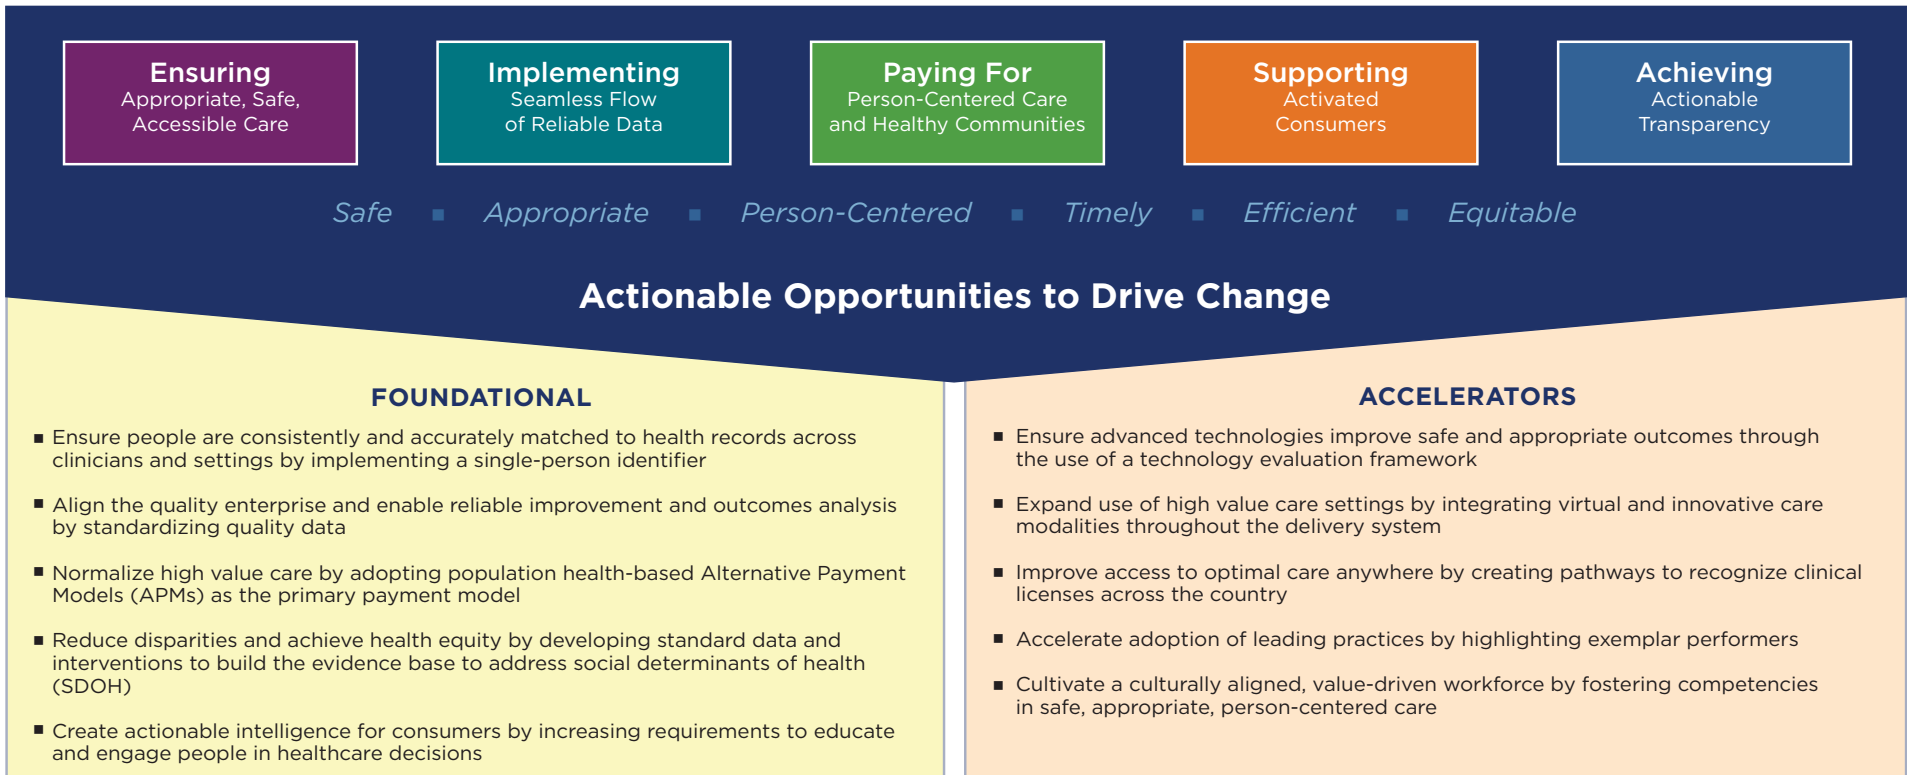 Ensuring
Appropriate, Safe,
Accessible Care
Implementing
Seamless Flow
of Reliable Data
Paying For
Person-Centered Care
and Healthy Communities
Supporting
Activated
Consumers
Achieving
Actionable
Transparency
Safe ▪ Appropriate ▪ Person-Centered ▪ Timely ▪ Efficient ▪ Equitable
Actionable Opportunities to Drive Change
FOUNDATIONAL
▪ Ensure people are consistently and accurately matched to health records across
clinicians and settings by implementing a single-person identifier
▪ Align the quality enterprise and enable reliable improvement and outcomes analysis
by standardizing quality data
▪ Normalize high value care by adopting population health-based Alternative Payment
Models (APMs) as the primary payment model
▪ Reduce disparities and achieve health equity by developing standard data and
interventions to build the evidence base to address social determinants of health
(SDOH)
▪ Create actionable intelligence for consumers by increasing requirements to educate
and engage people in healthcare decisions
ACCELERATORS
▪ Ensure advanced technologies improve safe and appropriate outcomes through
the use of a technology evaluation framework
▪ Expand use of high value care settings by integrating virtual and innovative care
modalities throughout the delivery system
▪ Improve access to optimal care anywhere by creating pathways to recognize clinical
licenses across the country
▪ Accelerate adoption of leading practices by highlighting exemplar performers
▪ Cultivate a culturally aligned, value-driven workforce by fostering competencies
in safe, appropriate, person-centered care